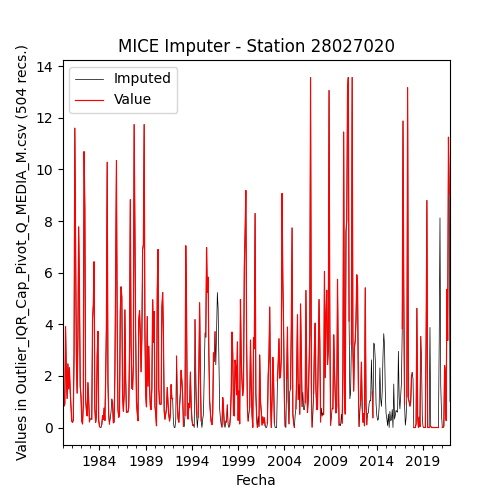 MICE Imputer - Station 28027020
Imputed
Value
Values in Outlier_IQR_Cap_Pivot_Q_MEDIA_M.csv (504 recs.)
14
12
10
8
6
4
2
0
1984 1989 1994 1999 2004 2009 2014 2019
Fecha